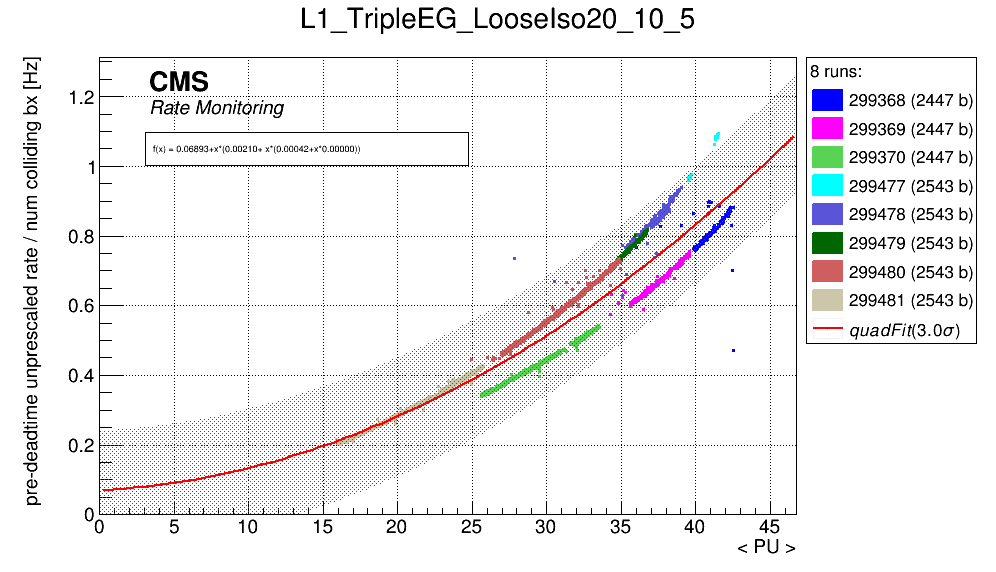 L1_TripleEG_LooseIso20_10_5
pre-deadtime unprescaled rate / num colliding bx [Hz]
CMS
Rate Monitoring
f(x) = 0.06893+x*(0.00210+ x*(0.00042+x*0.00000))
1.2
1
0.8
0.6
0.4
0.2
0
0 5 10 15 20 25 30 35 40 45
< PU >
8 runs:
299368 (2447 b)
299369 (2447 b)
299370 (2447 b)
299477 (2543 b)
299478 (2543 b)
299479 (2543 b)
299480 (2543 b)
299481 (2543 b)
quadFit(3.0σ)